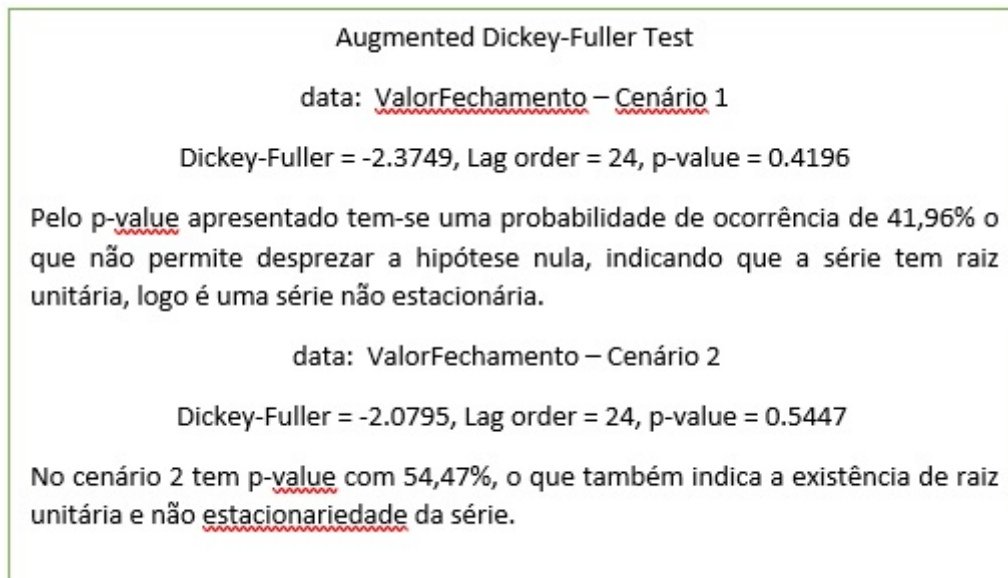 Augmented Dickey-Fuller Test
data: ValorFechamento – Cenário 1
Dickey-Fuller = -2.3749, Lag order = 24, p-value = 0.4196
Pelo p-value apresentado tem-se uma probabilidade de ocorrência de 41,96% o
que não permite desprezar a hipótese nula, indicando que a série tem raiz
unitária, logo é uma série não estacionária.
data: ValorFechamento – Cenário 2
Dickey-Fuller = -2.0795, Lag order = 24, p-value = 0.5447
No cenário 2 tem p-value com 54,47%, o que também indica a existência de raiz
unitária e não estacionariedade da série.